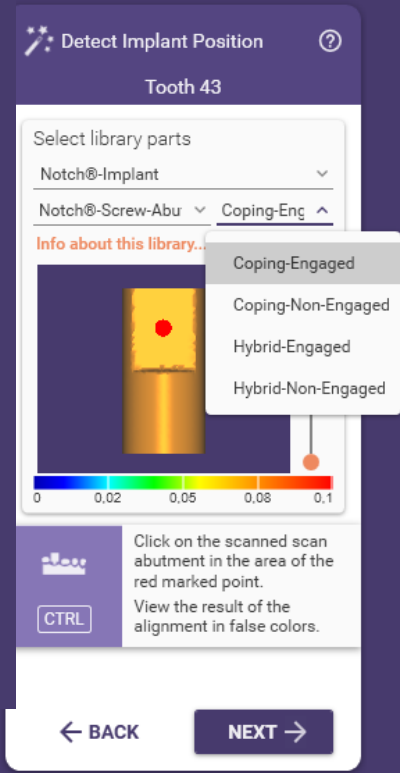 Detect Implant Position
Tooth 43
Select library parts
Notch®-Implant
Notch®-Screw-Abu
Coping-Eng
Info about this library...
Coping-Engaged
Coping-Non-Engaged
Hybrid-Engaged
Hybrid-Non-Engaged
0 0,02 0,05 0,08 0,1
Click on the scanned scan
abutment in the area of the
red marked point.
CTRL
View the result of the
alignment in false colors.
BACK
NEXT